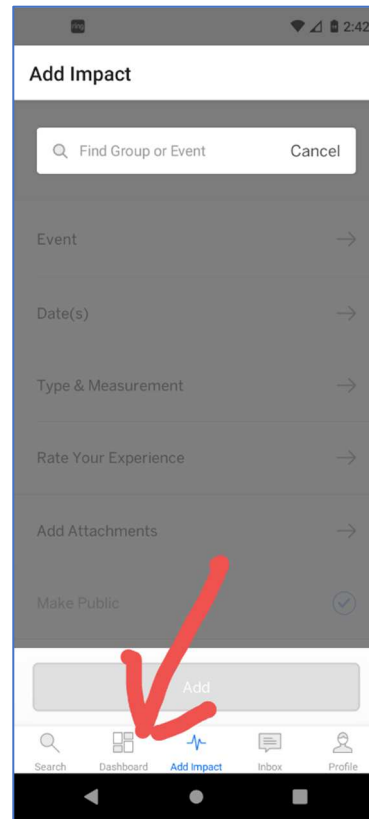 ring
2:42
Add Impact
Find Group or Event Cancel
Event
Date(s)
Type & Measurement
Rate Your Experience
Add Attachments
Make Public
Add
Search Dashboard Add Impact Inbox Profile